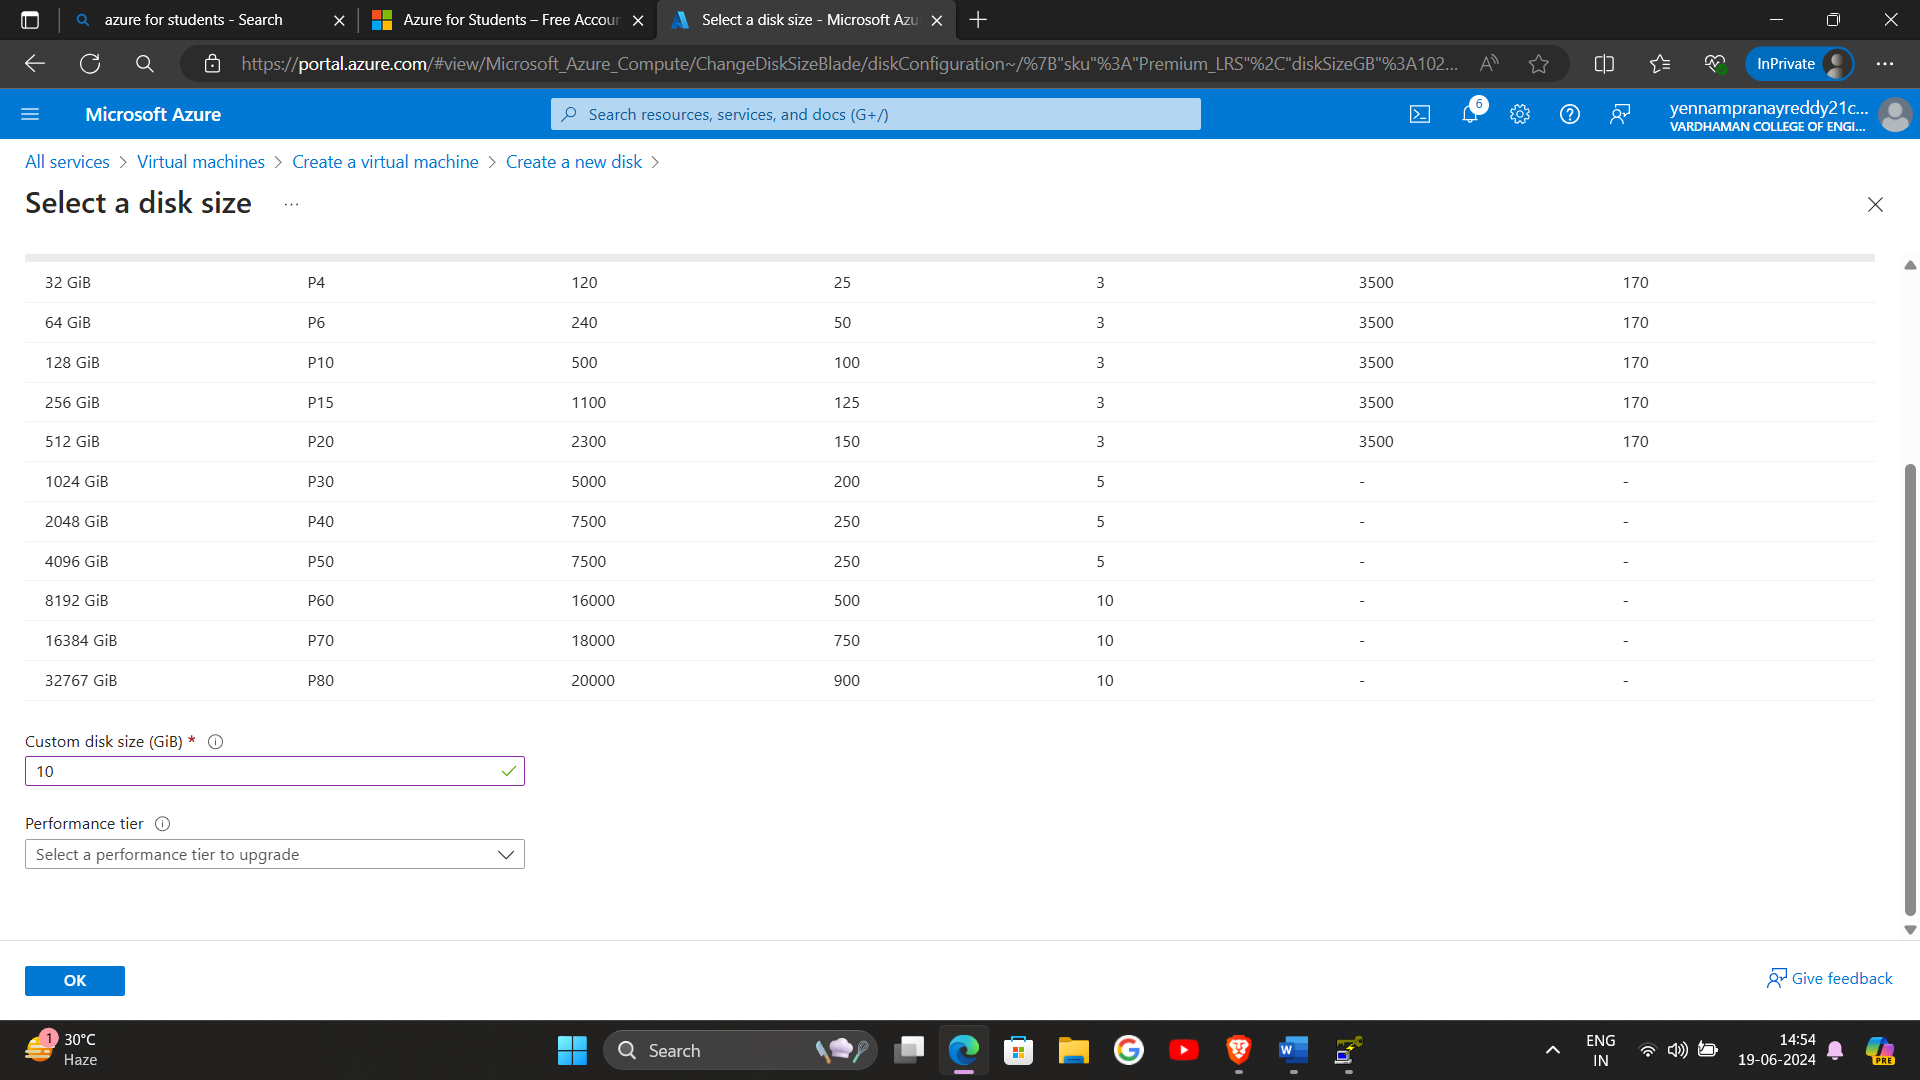 azure for students - Search
Azure for Students – Free Accoun
Select a disk size - Microsoft Azu
https://portal.azure.com/#view/Microsoft_Azure_Compute/ChangeDiskSizeBlade/diskConfiguration~/%7B"sku"%3A"Premium_LRS"%2C"diskSizeGB"%3A102...
InPrivate
Microsoft Azure
Search resources, services, and docs (G+/)
6
yennampranayreddy21c...
VARDHAMAN COLLEGE OF ENGI...
All services > Virtual machines > Create a virtual machine > Create a new disk >
Select a disk size ...
32 GiB P4 120 25 3 3500 170
64 GiB P6 240 50 3 3500 170
128 GiB P10 500 100 3 3500 170
256 GiB P15 1100 125 3 3500 170
512 GiB P20 2300 150 3 3500 170
1024 GiB P30 5000 200 5 - -
2048 GiB P40 7500 250 5 - -
4096 GiB P50 7500 250 5 - -
8192 GiB P60 16000 500 10 - -
16384 GiB P70 18000 750 10 - -
32767 GiB P80 20000 900 10 - -
Custom disk size (GiB) *
10
Performance tier
Select a performance tier to upgrade
OK
Give feedback
1
30°C
Haze
Search
ENG
IN
14:54
19-06-2024
PRE